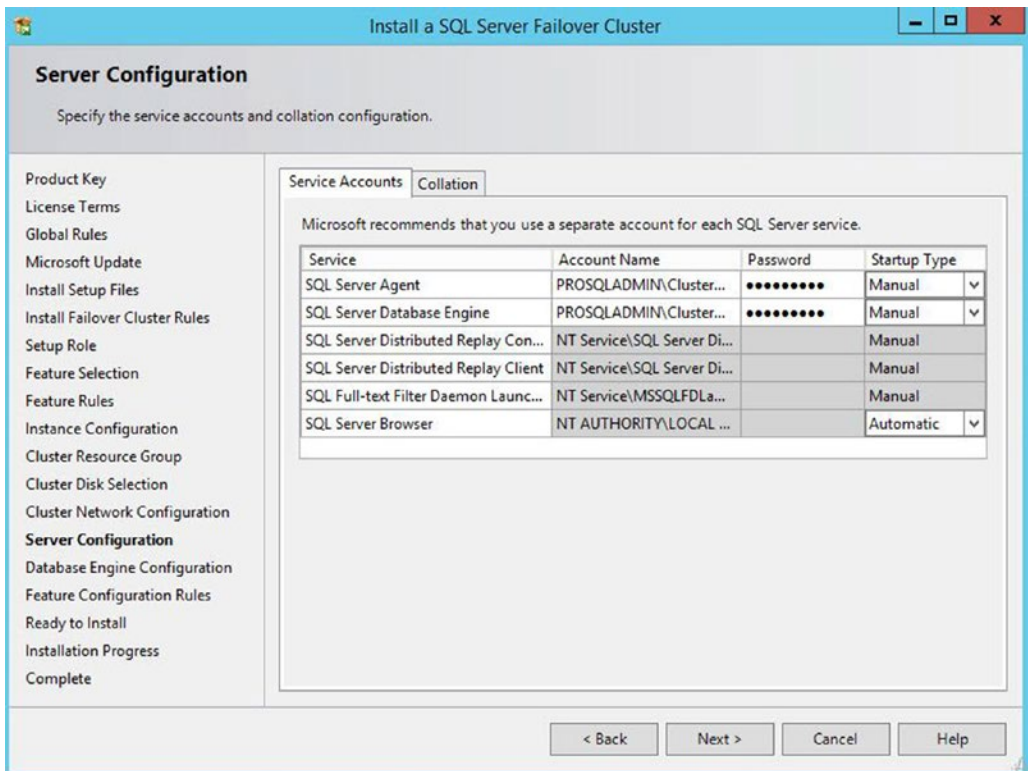 Install a SQL Server Failover Cluster
Server Configuration
Specify the service accounts and collation configuration.
Product Key
License Terms
Global Rules
Microsoft Update
Install Setup Files
Install Failover Cluster Rules
Setup Role
Feature Selection
Feature Rules
Instance Configuration
Cluster Resource Group
Cluster Disk Selection
Cluster Network Configuration
Server Configuration
Database Engine Configuration
Feature Configuration Rules
Ready to Install
Installation Progress
Complete
Service Accounts Collation
Microsoft recommends that you use a separate account for each SQL Server service.
Service Account Name Password Startup Type
SQL Server Agent PROSQLADMIN\Cluster... ●●●●●●●●● Manual
SQL Server Database Engine PROSQLADMIN\Cluster... ●●●●●●●●● Manual
SQL Server Distributed Replay Con... NT Service\SQL Server Di... Manual
SQL Server Distributed Replay Client NT Service\SQL Server Di... Manual
SQL Full-text Filter Daemon Launc... NT Service\MSSQLFDLa... Manual
SQL Server Browser NT AUTHORITY\LOCAL ... Automatic
< Back Next > Cancel Help